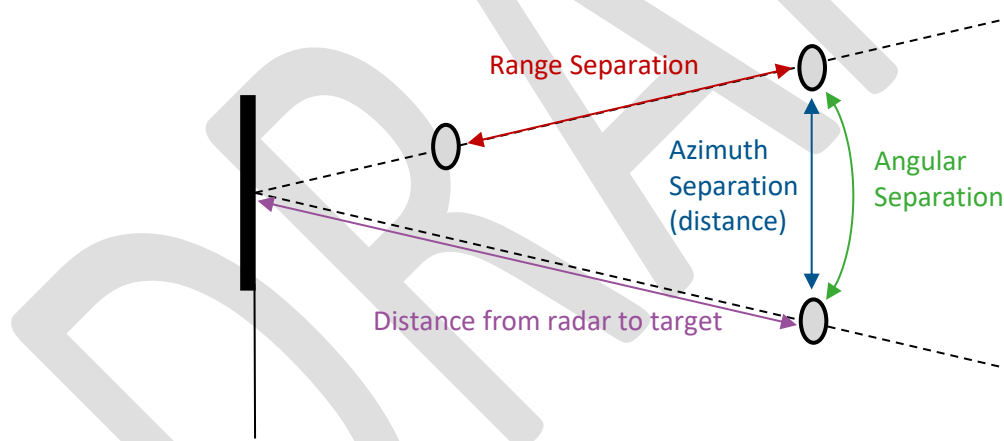 Range Separation
Azimuth
Separation
(distance)
Angular
Separation
Distance from radar to target
DRAFT